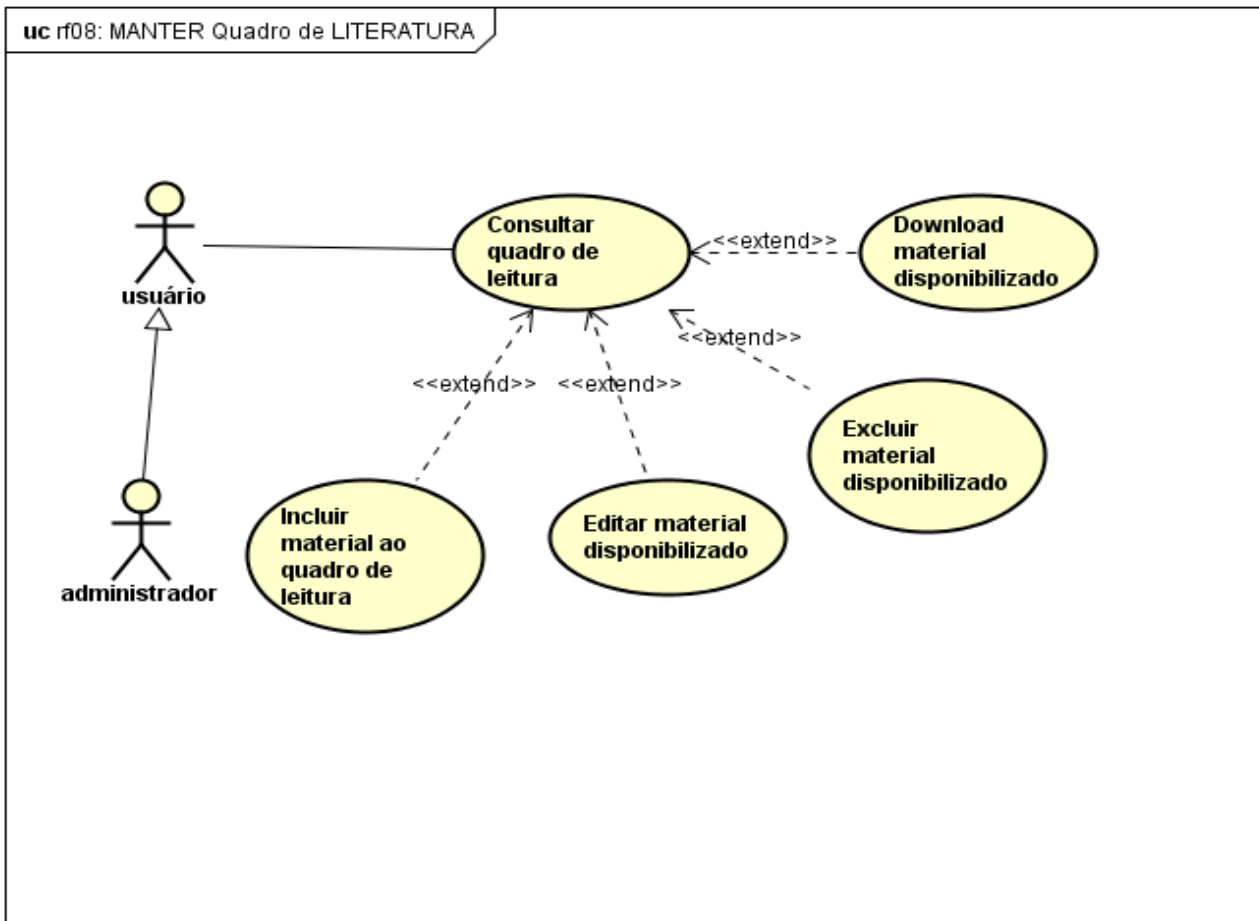 uc rf08: MANTER Quadro de LITERATURA
usuário
administrador
Consultar
quadro de
leitura
<<extend>>
Download
material
disponibilizado
<<extend>>
<<extend>>
<<extend>>
Excluir
material
disponibilizado
Incluir
material ao
quadro de
leitura
Editar material
disponibilizado